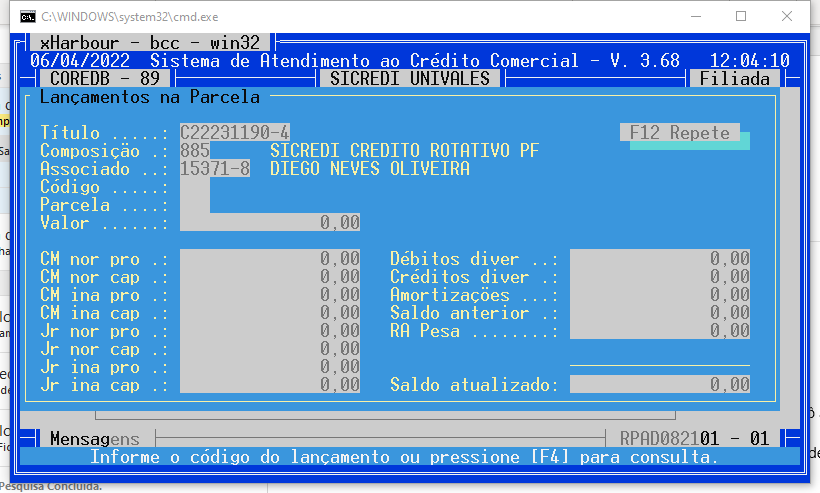 C:\WINDOWS\system32\cmd.exe
xHarbour - bcc - win32
06/04/2022 Sistema de Atendimento ao Crédito Comercial - V. 3.68 12:04:10
COREDB - 89 SICREDI UNIVALES Filiada
Lançamentos na Parcela
Título .....: C22231190-4 F12 Repete
Composição .: 885 SICREDI CREDITO ROTATIVO PF
Associado ..: 15371-8 DIEGO NEVES OLIVEIRA
Código .....:
Parcela ....:
Valor ......: 0,00
CM nor pro .: 0,00 Débitos diver ..: 0,00
CM nor cap .: 0,00 Créditos diver .: 0,00
CM ina pro .: 0,00 Amortizações ...: 0,00
CM ina cap .: 0,00 Saldo anterior .: 0,00
Jr nor pro .: 0,00 RA Pesa ........: 0,00
Jr nor cap .: 0,00
Jr ina pro .: 0,00
Jr ina cap .: 0,00 Saldo atualizado: 0,00
Mensagens RPAD082101 - 01
Informe o código do lançamento ou pressione [F4] para consulta.
Pesquisa Concluída.